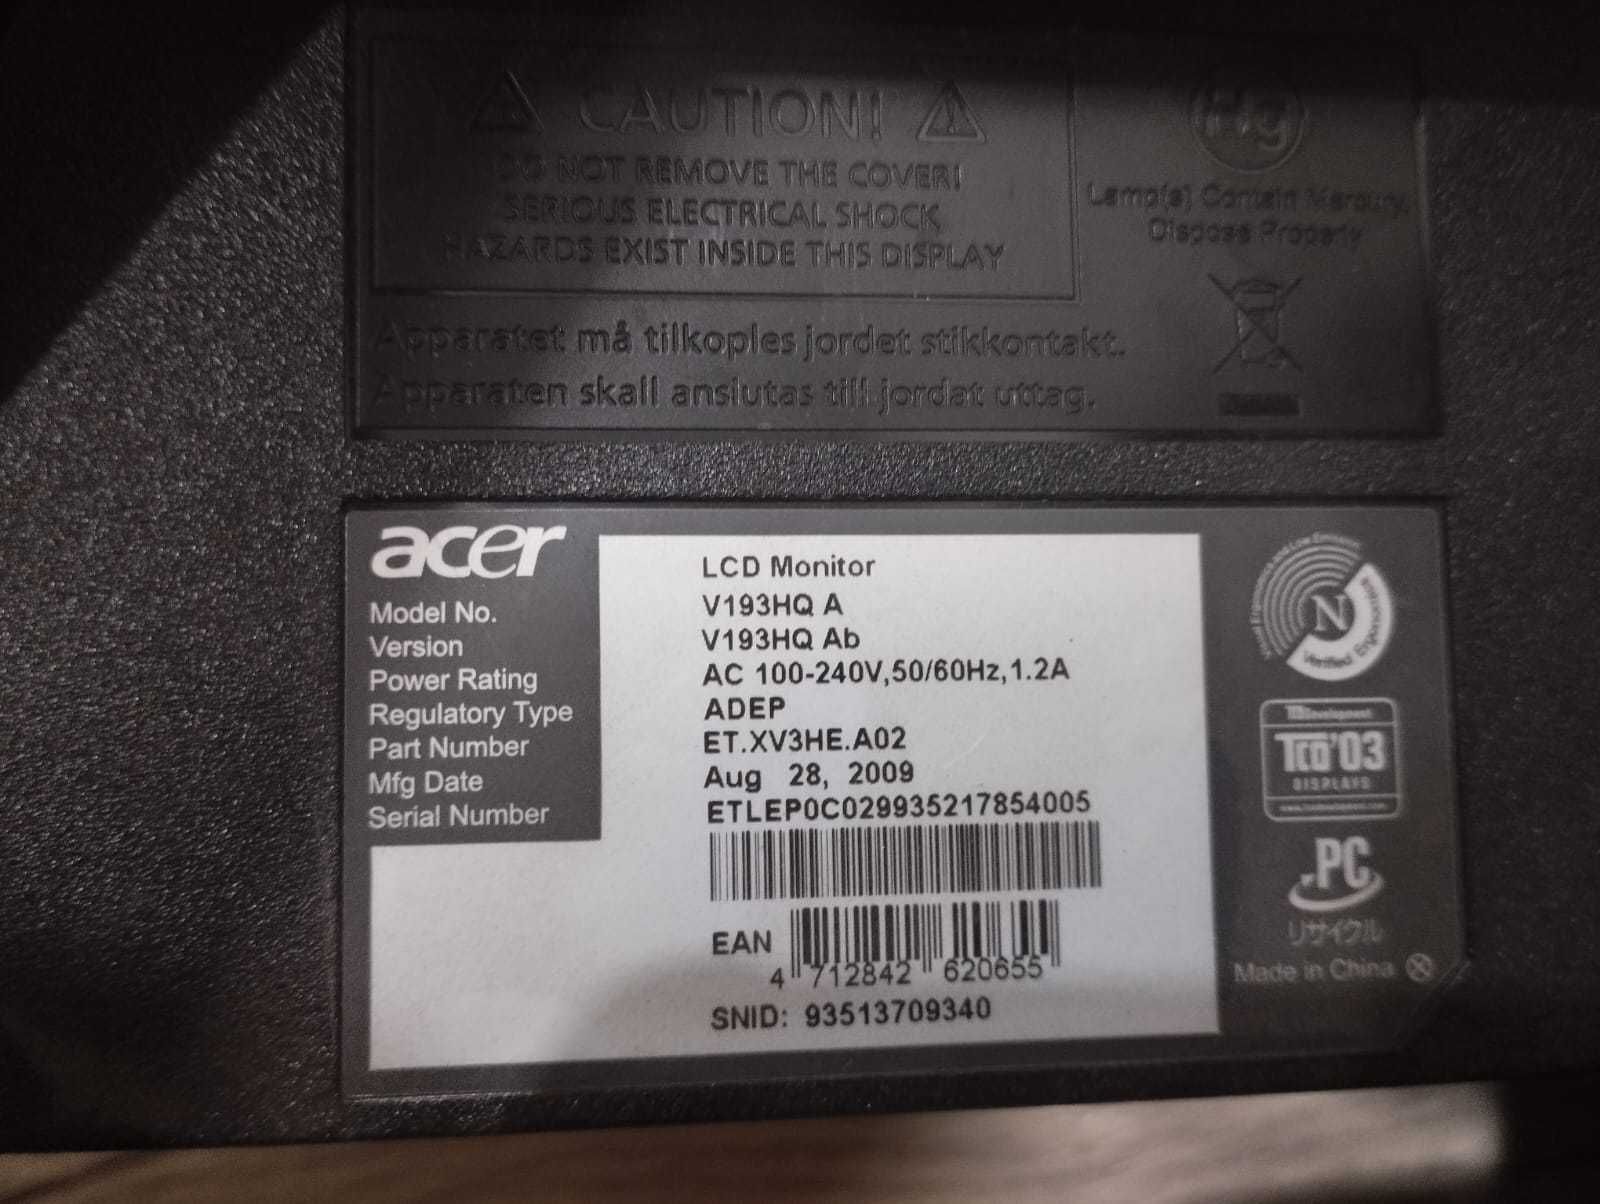 CAUTION!
DO NOT REMOVE THE COVER!
SERIOUS ELECTRICAL SHOCK
HAZARDS EXIST INSIDE THIS DISPLAY
Hg
Lamp(s) Contain Mercury,
Dispose Properly
Apparatet må tilkoples jordet stikkontakt.
Apparaten skall anslutas till jordat uttag.
acer
LCD Monitor
Model No. V193HQ A
Version V193HQ Ab
Power Rating AC 100-240V,50/60Hz,1.2A
Regulatory Type ADEP
Part Number ET.XV3HE.A02
Mfg Date Aug 28, 2009
Serial Number ETLEP0C029935217854005
EAN
4 712842 620655
SNID: 93513709340
N
Verified Ergonomics
Development
TCO'03
DISPLAYS
PC
リサイクル
Made in China